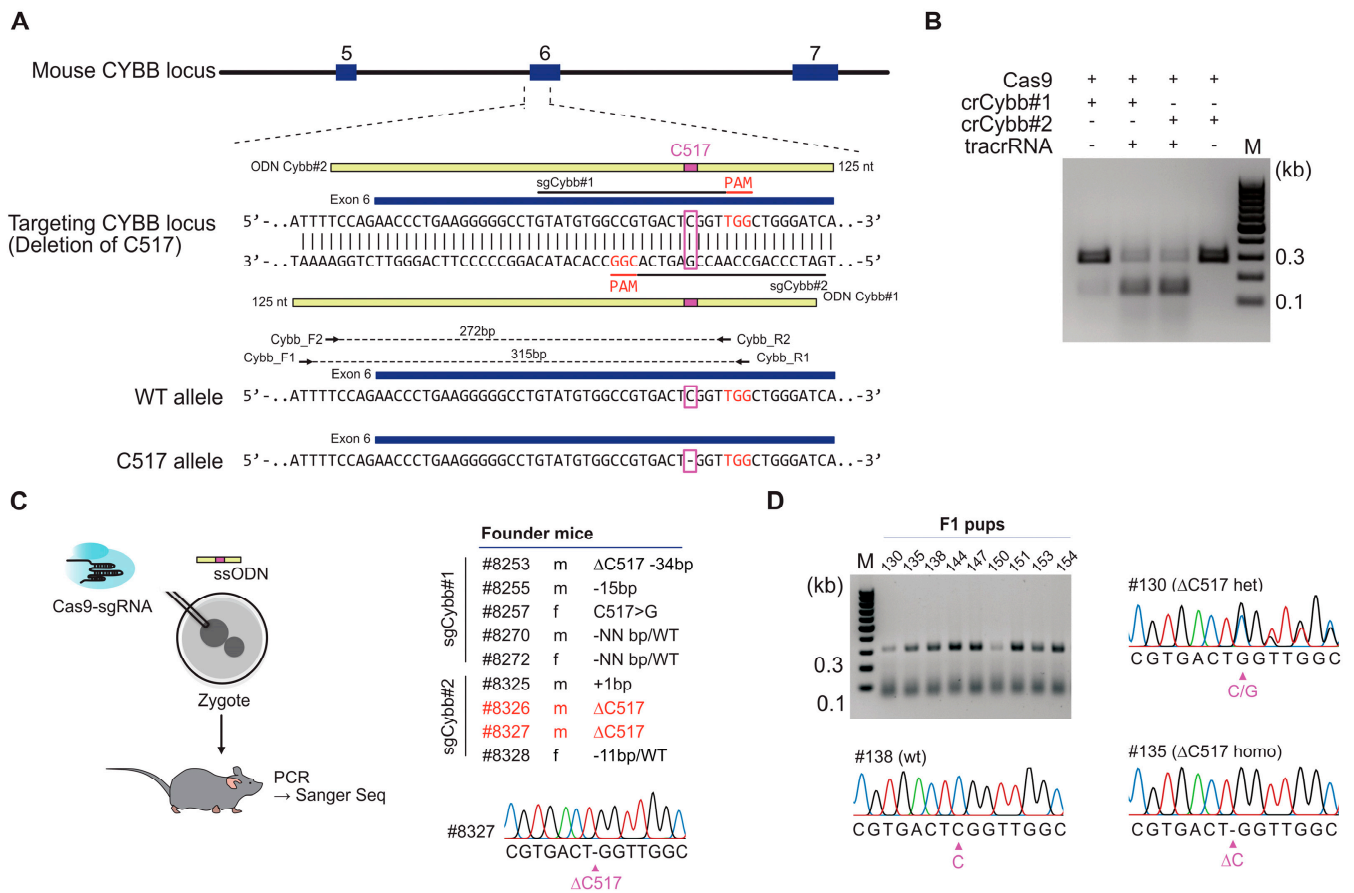 A
5 6 7
Mouse CYBB locus
C517
ODN Cybb#2 125 nt
sgCybb#1 PAM
Exon 6
Targeting CYBB locus
(Deletion of C517)
5’-..ATTTTCCAGAACCCTGAAGGGGGCCTGTATGTGGCCGTGACTCGGTTGGCTGGGATCA..-3’
3’-..TAAAAGGTCTTGGGACTTCCCCCGGACATACACCGGCACTGAGCCAACCGACCCTAGT -5’
PAM sgCybb#2
125 nt ODN Cybb#1
272bp
Cybb_F2 Cybb_R2
315bp
Cybb_F1 Cybb_R1
Exon 6
WT allele 5’-..ATTTTCCAGAACCCTGAAGGGGGCCTGTATGTGGCCGTGACTCGGTTGGCTGGGATCA..-3’
Exon 6
C517 allele 5’-..ATTTTCCAGAACCCTGAAGGGGGCCTGTATGTGGCCGTGACT-GGTTGGCTGGGATCA..-3’
B
Cas9 + + + +
crCybb#1 + + - -
crCybb#2 - - + +
tracrRNA - + + - M
(kb)
0.3
0.1
C
Cas9-sgRNA
ssODN
Zygote
PCR
→ Sanger Seq
Founder mice
sgCybb#1
#8253 m ΔC517 -34bp
#8255 m -15bp
#8257 f C517>G
#8270 m -NN bp/WT
#8272 f -NN bp/WT
sgCybb#2
#8325 m +1bp
#8326 m ΔC517
#8327 m ΔC517
#8328 f -11bp/WT
#8327
CGTGACT-GGTTGGC
ΔC517
D
F1 pups
M 130 135 138 144 147 150 151 153 154
(kb)
0.3
0.1
#130 (ΔC517 het)
CGTGACTGGTTGGC
C/G
#138 (wt)
CGTGACTCGGTTGGC
C
#135 (ΔC517 homo)
CGTGACT-GGTTGGC
ΔC